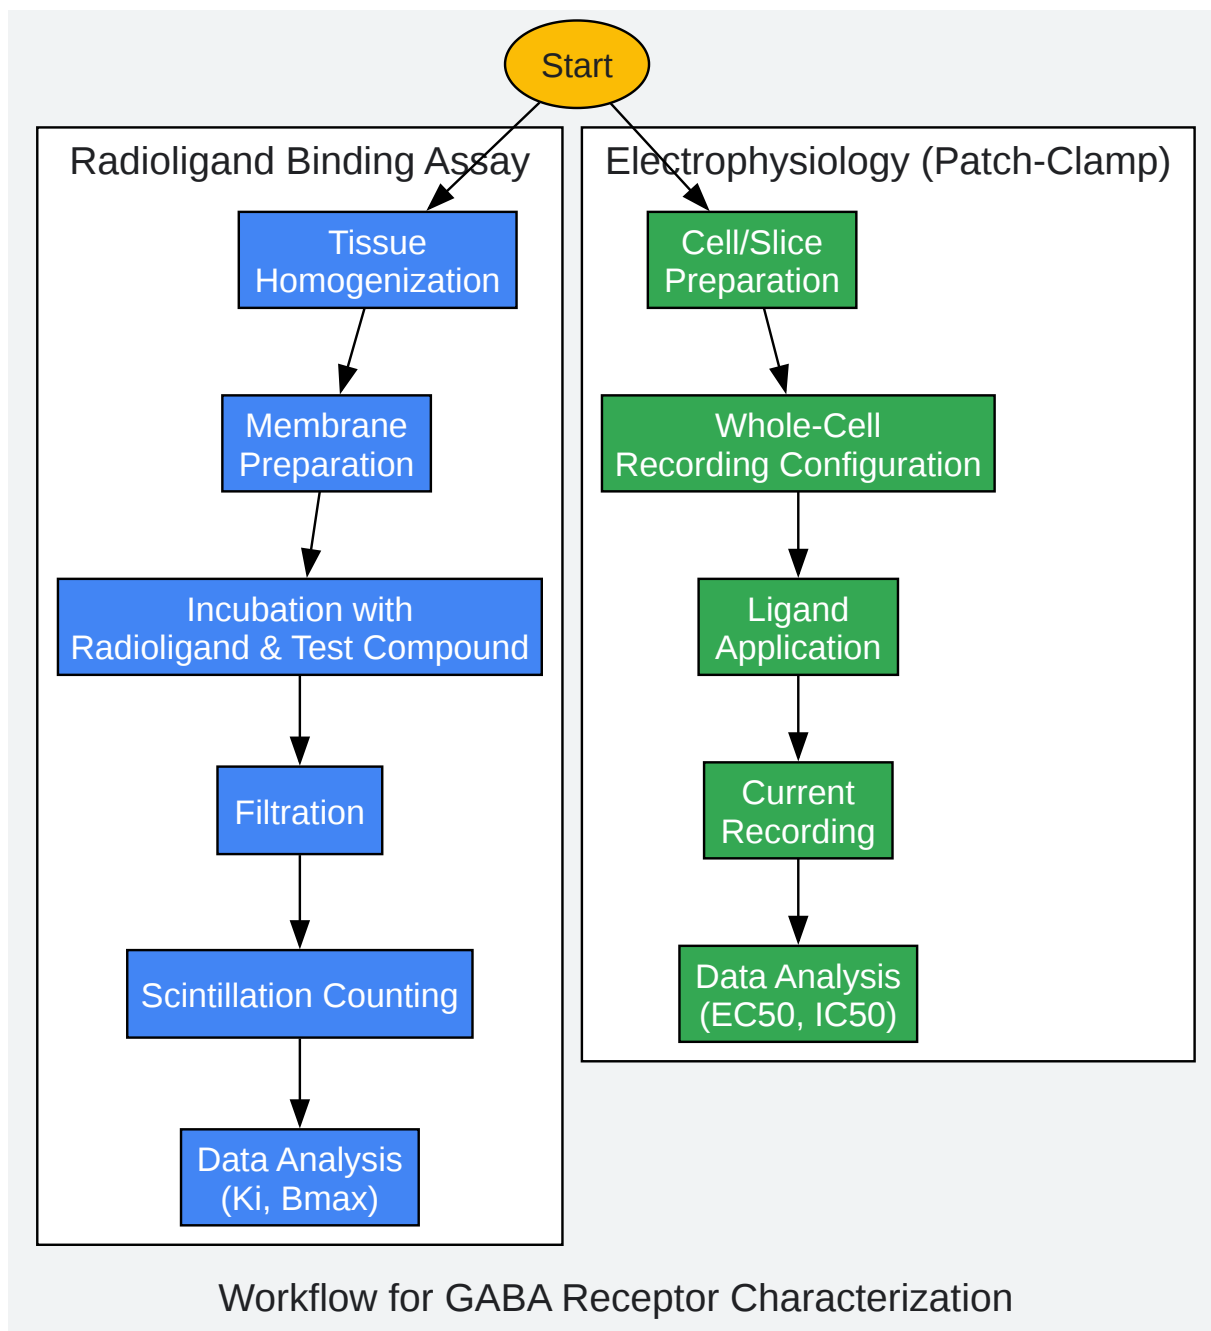 Start
Radioligand Binding Assay
Tissue
Homogenization
Membrane
Preparation
Incubation with
Radioligand & Test Compound
Filtration
Scintillation Counting
Data Analysis
(Ki, Bmax)
Electrophysiology (Patch-Clamp)
Cell/Slice
Preparation
Whole-Cell
Recording Configuration
Ligand
Application
Current
Recording
Data Analysis
(EC50, IC50)
Workflow for GABA Receptor Characterization